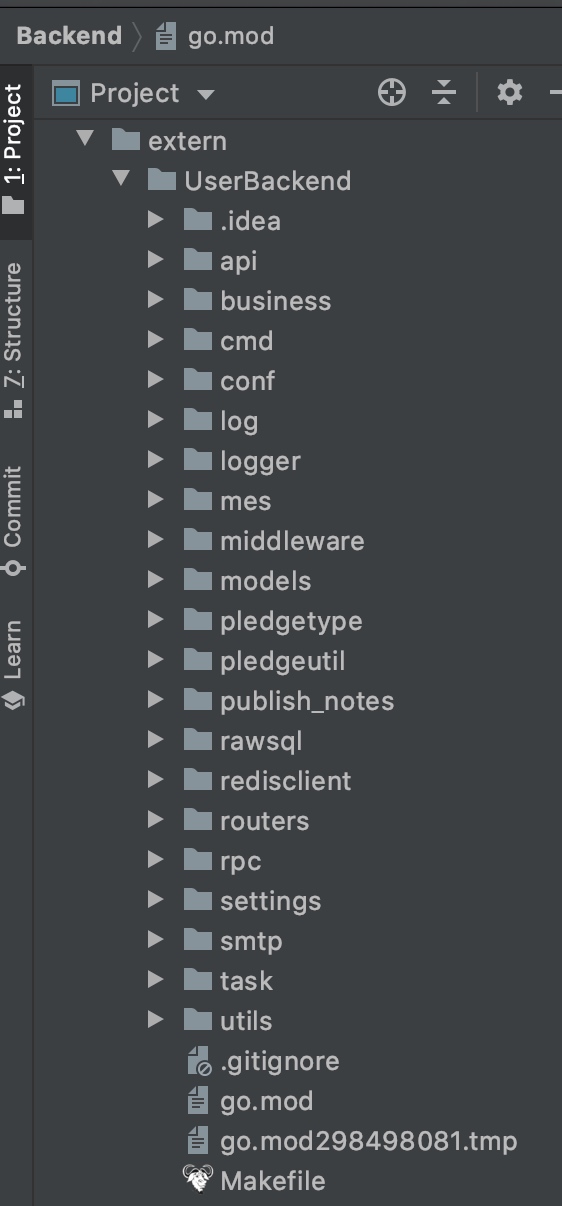 Backend go.mod
Project
1: Project
7: Structure
Commit
Learn
extern
UserBackend
.idea
api
business
cmd
conf
log
logger
mes
middleware
models
pledgetype
pledgeutil
publish_notes
rawsql
redisclient
routers
rpc
settings
smtp
task
utils
.gitignore
go.mod
go.mod298498081.tmp
Makefile